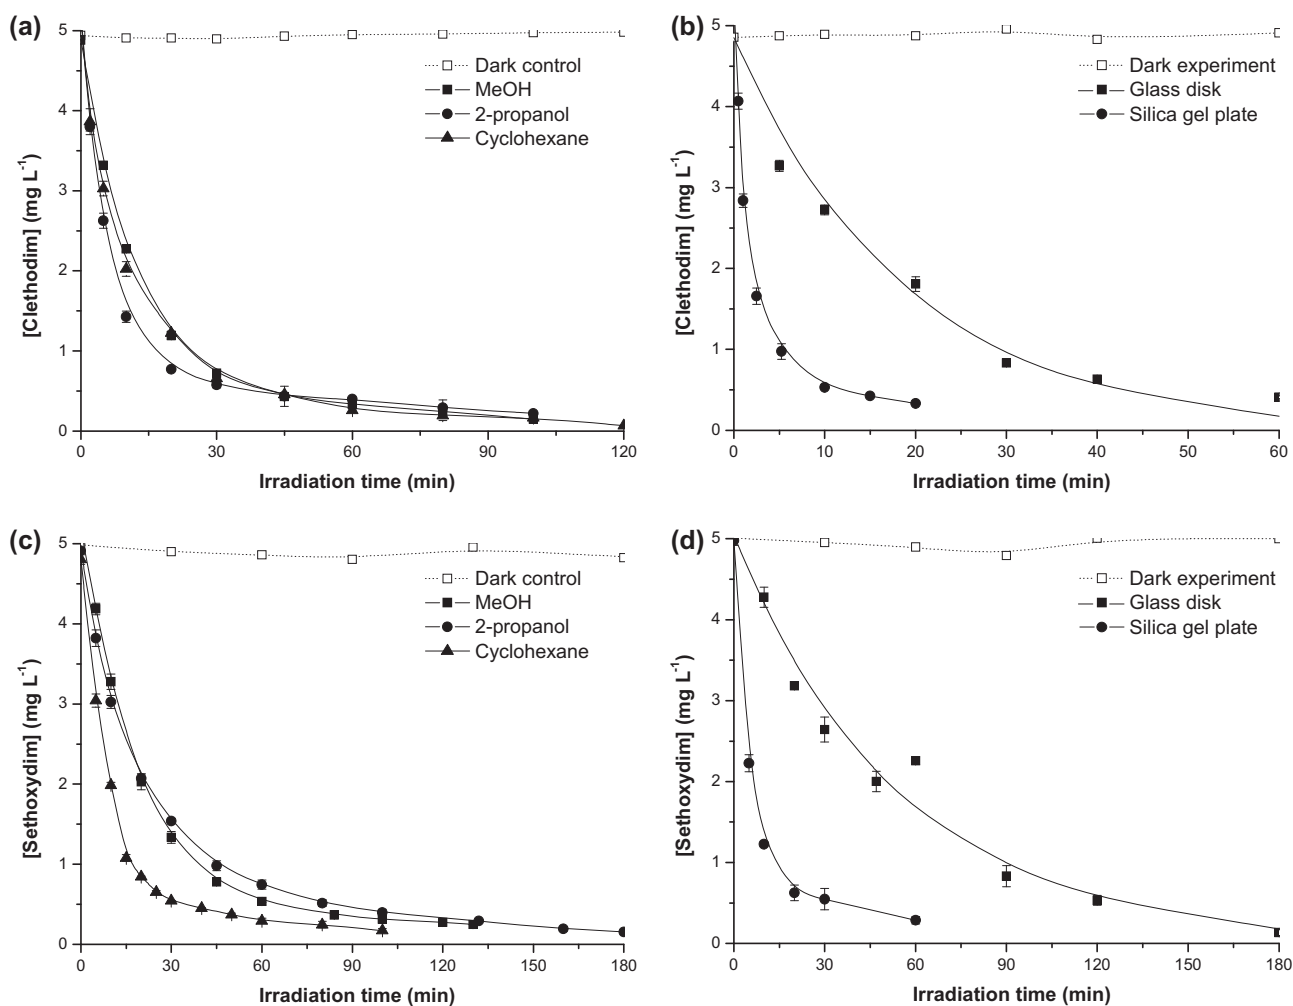 (a)
[Clethodim] (mg L⁻¹)
5
4
3
2
1
0
Dark control
MeOH
2-propanol
Cyclohexane
0 30 60 90 120
Irradiation time (min)
(b)
[Clethodim] (mg L⁻¹)
5
4
3
2
1
0
Dark experiment
Glass disk
Silica gel plate
0 10 20 30 40 50 60
Irradiation time (min)
(c)
[Sethoxydim] (mg L⁻¹)
5
4
3
2
1
0
Dark control
MeOH
2-propanol
Cyclohexane
0 30 60 90 120 150 180
Irradiation time (min)
(d)
[Sethoxydim] (mg L⁻¹)
5
4
3
2
1
0
Dark experiment
Glass disk
Silica gel plate
0 30 60 90 120 150 180
Irradiation time (min)